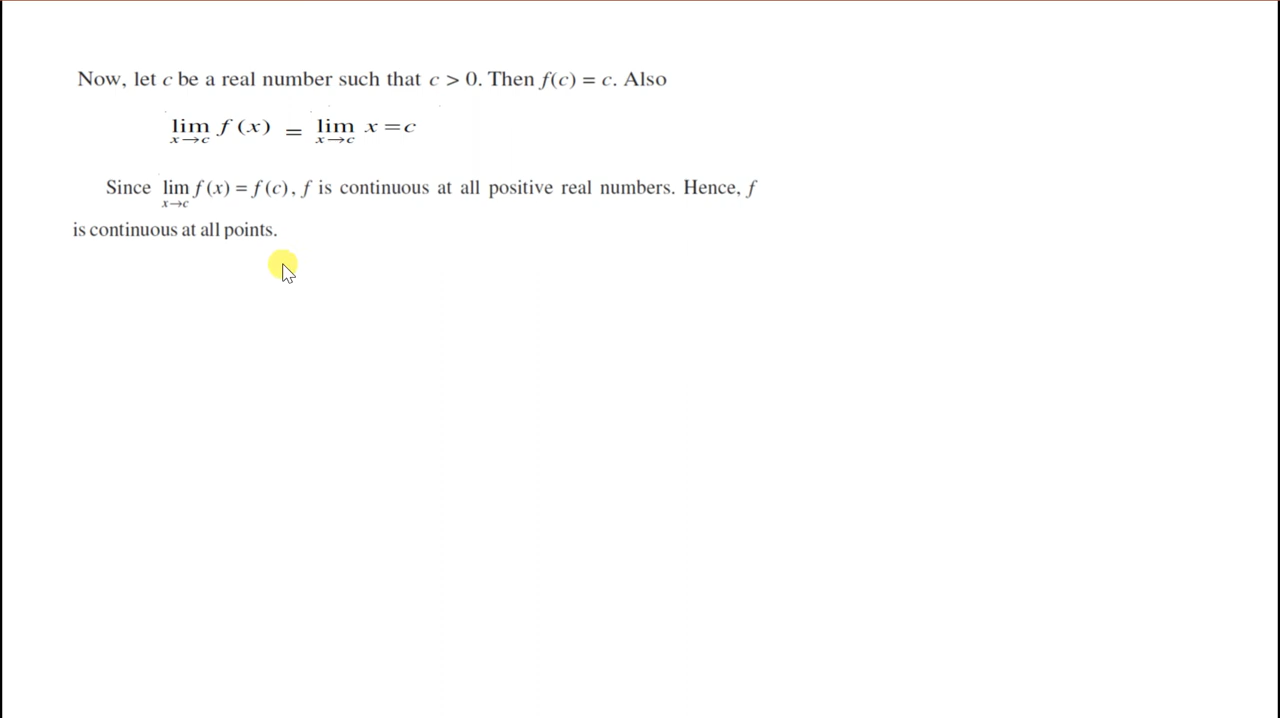 Now, let c be a real number such that c > 0. Then f(c) = c. Also
lim x→c f (x) = lim x→c x = c
Since lim x→c f (x) = f (c), f is continuous at all positive real numbers. Hence, f
is continuous at all points.